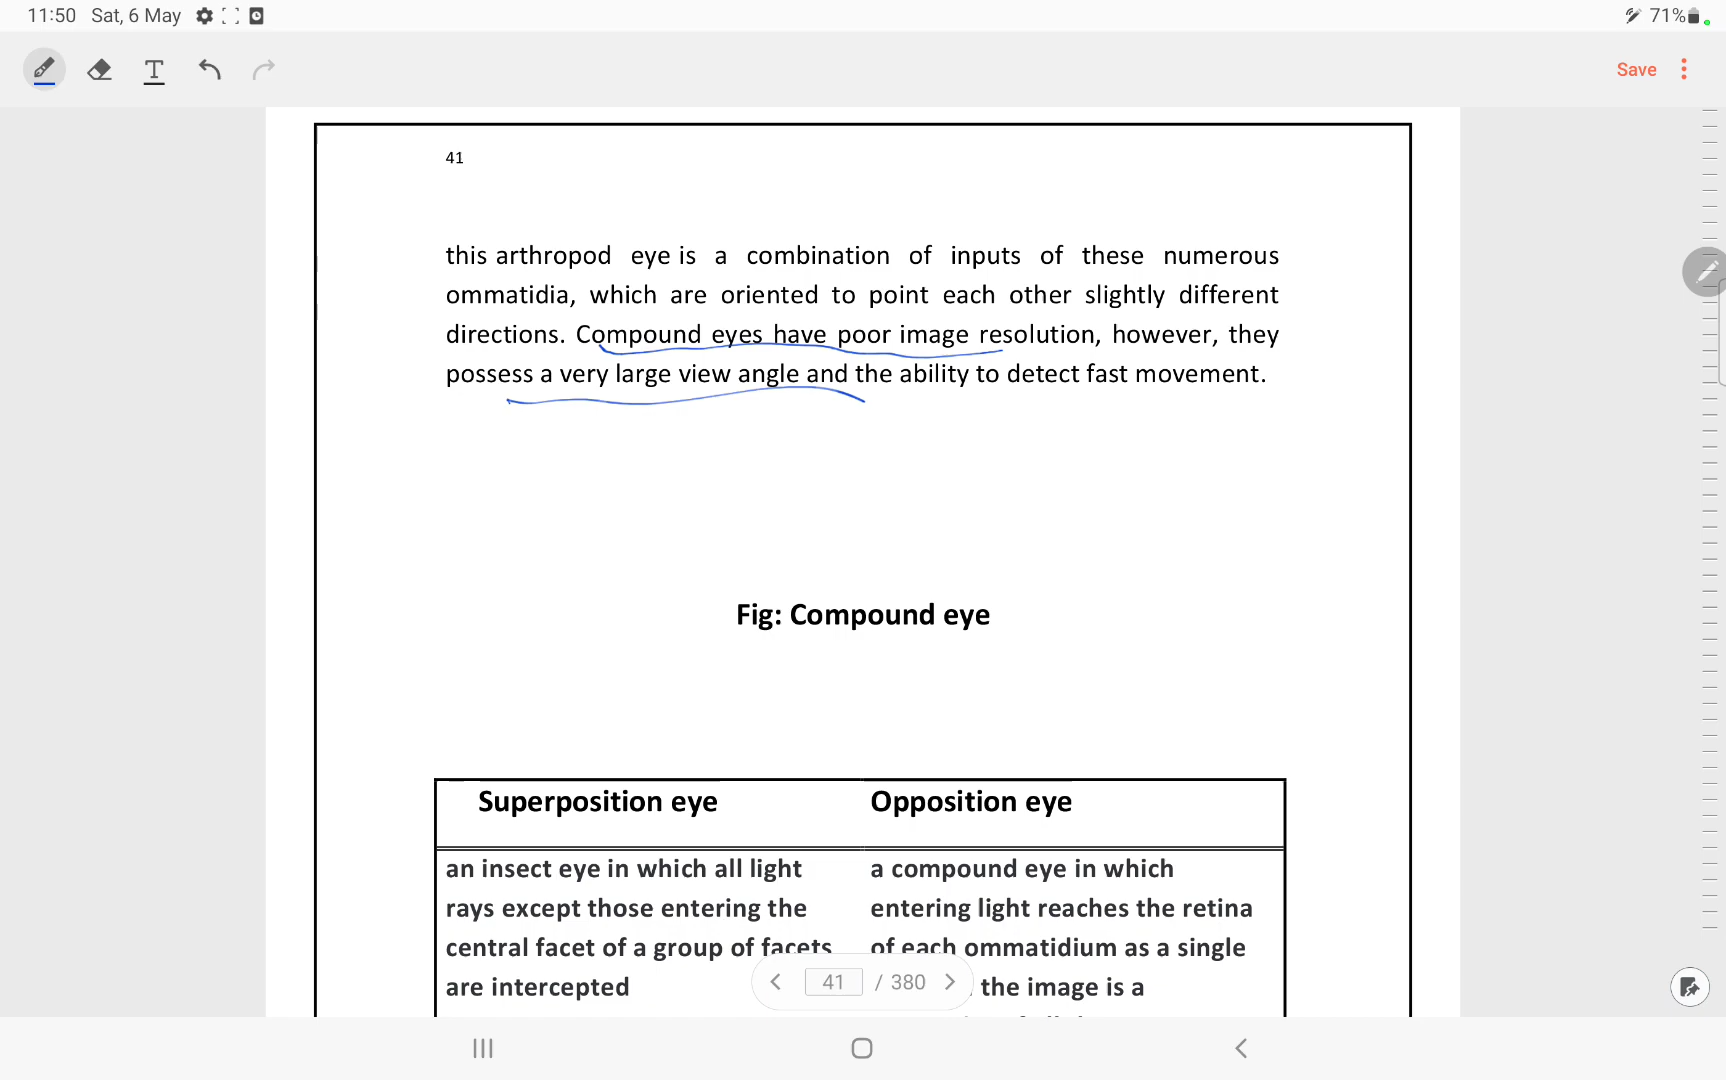 11:50 Sat, 6 May 71%
T Save
41
this arthropod eye is a combination of inputs of these numerous
ommatidia, which are oriented to point each other slightly different
directions. Compound eyes have poor image resolution, however, they
possess a very large view angle and the ability to detect fast movement.
Fig: Compound eye
Superposition eye Opposition eye
an insect eye in which all light a compound eye in which
rays except those entering the entering light reaches the retina
central facet of a group of facets of each ommatidium as a single
are intercepted the image is a
41 / 380